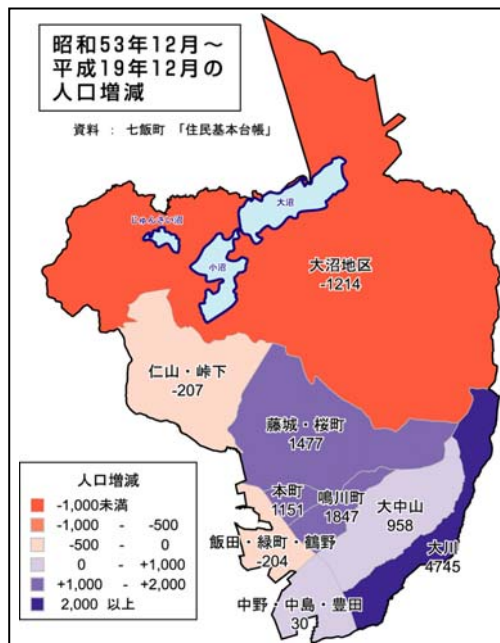 昭和53年12月～
平成19年12月の
人口増減
資料 ： 七飯町 「住民基本台帳」
大沼
じゅんさい沼
小沼
大沼地区
-1214
仁山・峠下
-207
藤城・桜町
1477
本町
1151
鳴川町
1847
大中山
958
大川
4745
飯田・緑町・鶴野
-204
中野・中島・豊田
30
人口増減
-1,000未満
-1,000 - -500
-500 - 0
0 - +1,000
+1,000 - +2,000
2,000 以上